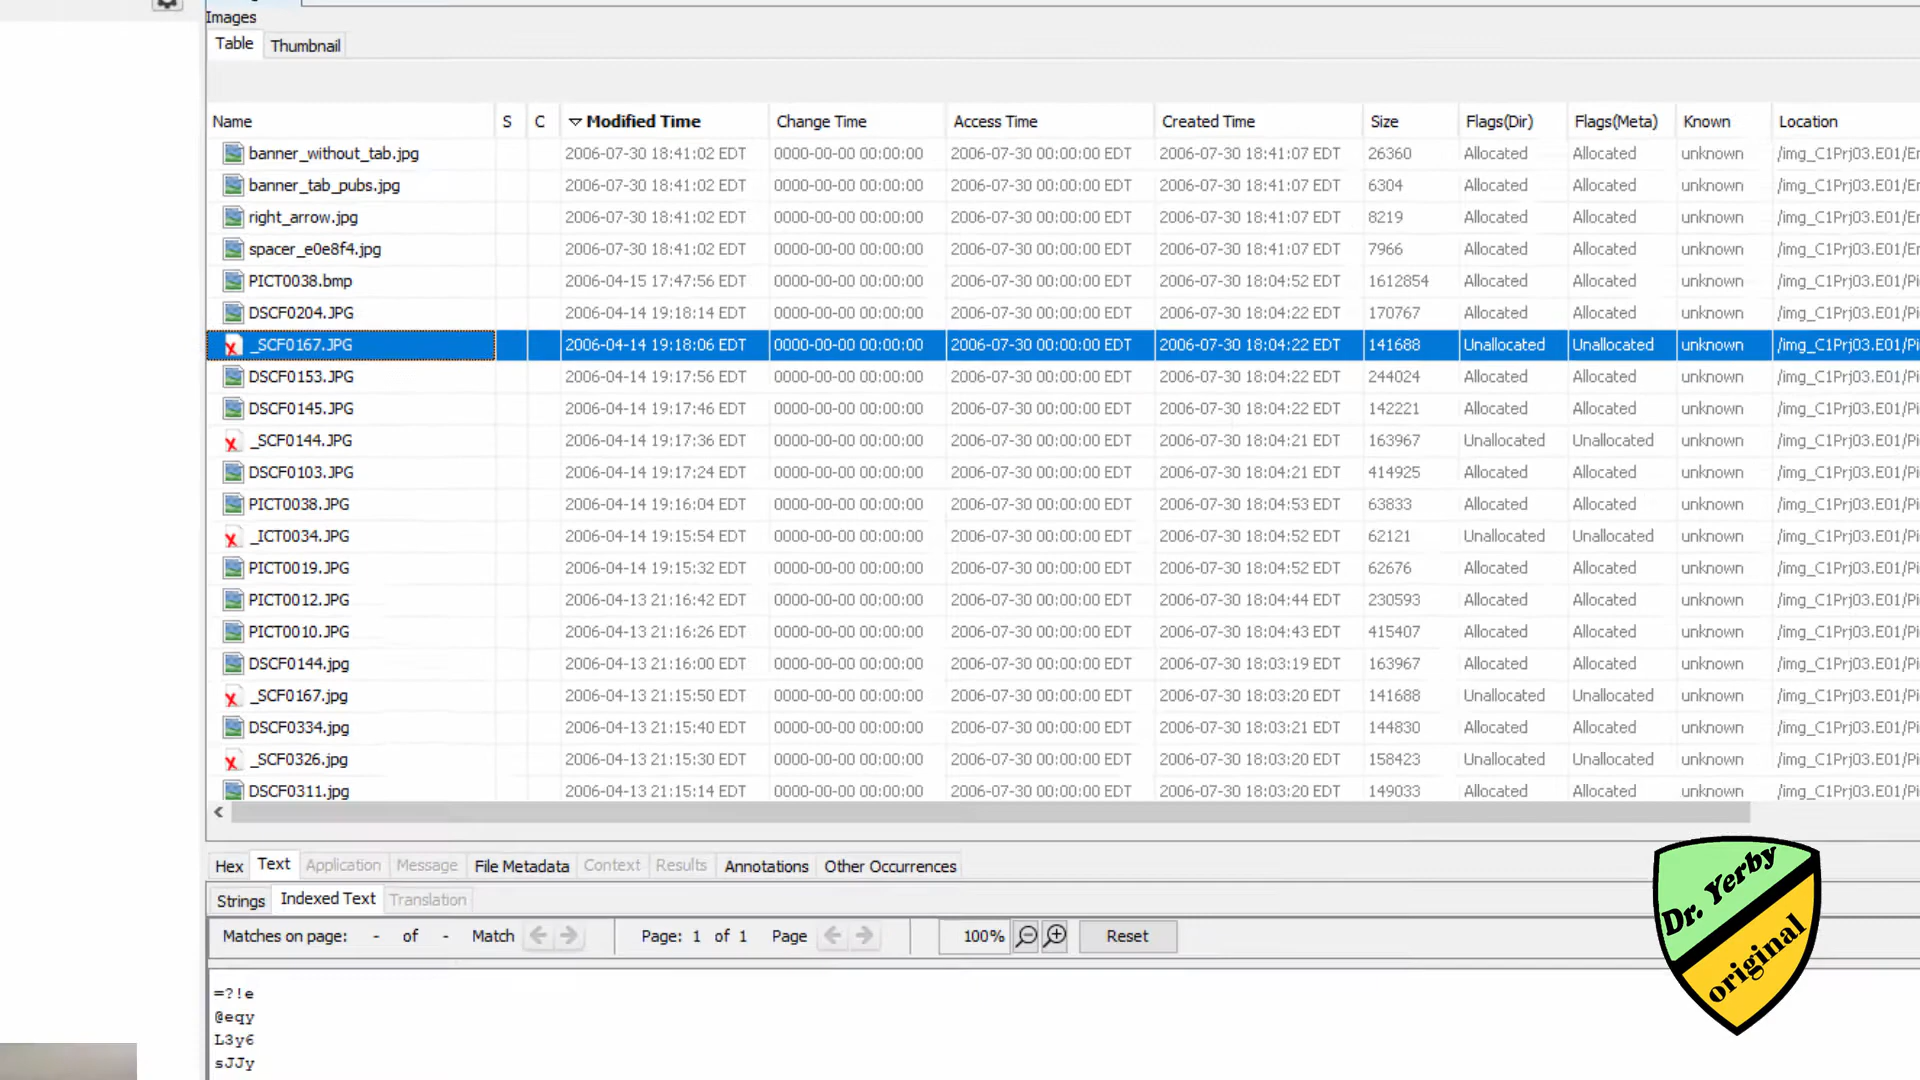 Images
Table Thumbnail
Name S C Modified Time Change Time Access Time Created Time Size Flags(Dir) Flags(Meta) Known Location
banner_without_tab.jpg 2006-07-30 18:41:02 EDT 0000-00-00 00:00:00 2006-07-30 00:00:00 EDT 2006-07-30 18:41:07 EDT 26360 Allocated Allocated unknown /img_C1Prj03.E01/Er
banner_tab_pubs.jpg 2006-07-30 18:41:02 EDT 0000-00-00 00:00:00 2006-07-30 00:00:00 EDT 2006-07-30 18:41:07 EDT 6304 Allocated Allocated unknown /img_C1Prj03.E01/Er
right_arrow.jpg 2006-07-30 18:41:02 EDT 0000-00-00 00:00:00 2006-07-30 00:00:00 EDT 2006-07-30 18:41:07 EDT 8219 Allocated Allocated unknown /img_C1Prj03.E01/Er
spacer_e0e8f4.jpg 2006-07-30 18:41:02 EDT 0000-00-00 00:00:00 2006-07-30 00:00:00 EDT 2006-07-30 18:41:07 EDT 7966 Allocated Allocated unknown /img_C1Prj03.E01/Er
PICT0038.bmp 2006-04-15 17:47:56 EDT 0000-00-00 00:00:00 2006-07-30 00:00:00 EDT 2006-07-30 18:04:52 EDT 1612854 Allocated Allocated unknown /img_C1Prj03.E01/Pi
DSCF0204.JPG 2006-04-14 19:18:14 EDT 0000-00-00 00:00:00 2006-07-30 00:00:00 EDT 2006-07-30 18:04:22 EDT 170767 Allocated Allocated unknown /img_C1Prj03.E01/Pi
_SCF0167.JPG 2006-04-14 19:18:06 EDT 0000-00-00 00:00:00 2006-07-30 00:00:00 EDT 2006-07-30 18:04:22 EDT 141688 Unallocated Unallocated unknown /img_C1Prj03.E01/Pi
DSCF0153.JPG 2006-04-14 19:17:56 EDT 0000-00-00 00:00:00 2006-07-30 00:00:00 EDT 2006-07-30 18:04:22 EDT 244024 Allocated Allocated unknown /img_C1Prj03.E01/Pi
DSCF0145.JPG 2006-04-14 19:17:46 EDT 0000-00-00 00:00:00 2006-07-30 00:00:00 EDT 2006-07-30 18:04:22 EDT 142221 Allocated Allocated unknown /img_C1Prj03.E01/Pi
_SCF0144.JPG 2006-04-14 19:17:36 EDT 0000-00-00 00:00:00 2006-07-30 00:00:00 EDT 2006-07-30 18:04:21 EDT 163967 Unallocated Unallocated unknown /img_C1Prj03.E01/Pi
DSCF0103.JPG 2006-04-14 19:17:24 EDT 0000-00-00 00:00:00 2006-07-30 00:00:00 EDT 2006-07-30 18:04:21 EDT 414925 Allocated Allocated unknown /img_C1Prj03.E01/Pi
PICT0038.JPG 2006-04-14 19:16:04 EDT 0000-00-00 00:00:00 2006-07-30 00:00:00 EDT 2006-07-30 18:04:53 EDT 63833 Allocated Allocated unknown /img_C1Prj03.E01/Pi
_ICT0034.JPG 2006-04-14 19:15:54 EDT 0000-00-00 00:00:00 2006-07-30 00:00:00 EDT 2006-07-30 18:04:52 EDT 62121 Unallocated Unallocated unknown /img_C1Prj03.E01/Pi
PICT0019.JPG 2006-04-14 19:15:32 EDT 0000-00-00 00:00:00 2006-07-30 00:00:00 EDT 2006-07-30 18:04:52 EDT 62676 Allocated Allocated unknown /img_C1Prj03.E01/Pi
PICT0012.JPG 2006-04-13 21:16:42 EDT 0000-00-00 00:00:00 2006-07-30 00:00:00 EDT 2006-07-30 18:04:44 EDT 230593 Allocated Allocated unknown /img_C1Prj03.E01/Pi
PICT0010.JPG 2006-04-13 21:16:26 EDT 0000-00-00 00:00:00 2006-07-30 00:00:00 EDT 2006-07-30 18:04:43 EDT 415407 Allocated Allocated unknown /img_C1Prj03.E01/Pi
DSCF0144.jpg 2006-04-13 21:16:00 EDT 0000-00-00 00:00:00 2006-07-30 00:00:00 EDT 2006-07-30 18:03:19 EDT 163967 Allocated Allocated unknown /img_C1Prj03.E01/Pi
_SCF0167.jpg 2006-04-13 21:15:50 EDT 0000-00-00 00:00:00 2006-07-30 00:00:00 EDT 2006-07-30 18:03:20 EDT 141688 Unallocated Unallocated unknown /img_C1Prj03.E01/Pi
DSCF0334.jpg 2006-04-13 21:15:40 EDT 0000-00-00 00:00:00 2006-07-30 00:00:00 EDT 2006-07-30 18:03:21 EDT 144830 Allocated Allocated unknown /img_C1Prj03.E01/Pi
_SCF0326.jpg 2006-04-13 21:15:30 EDT 0000-00-00 00:00:00 2006-07-30 00:00:00 EDT 2006-07-30 18:03:20 EDT 158423 Unallocated Unallocated unknown /img_C1Prj03.E01/Pi
DSCF0311.jpg 2006-04-13 21:15:14 EDT 0000-00-00 00:00:00 2006-07-30 00:00:00 EDT 2006-07-30 18:03:20 EDT 149033 Allocated Allocated unknown /img_C1Prj03.E01/Pi
Hex Text Application Message File Metadata Context Results Annotations Other Occurrences
Strings Indexed Text Translation
Matches on page: - of - Match Page: 1 of 1 Page 100% Reset
=?!e
@eqy
L3y6
sJJy
Dr. Yerby
original